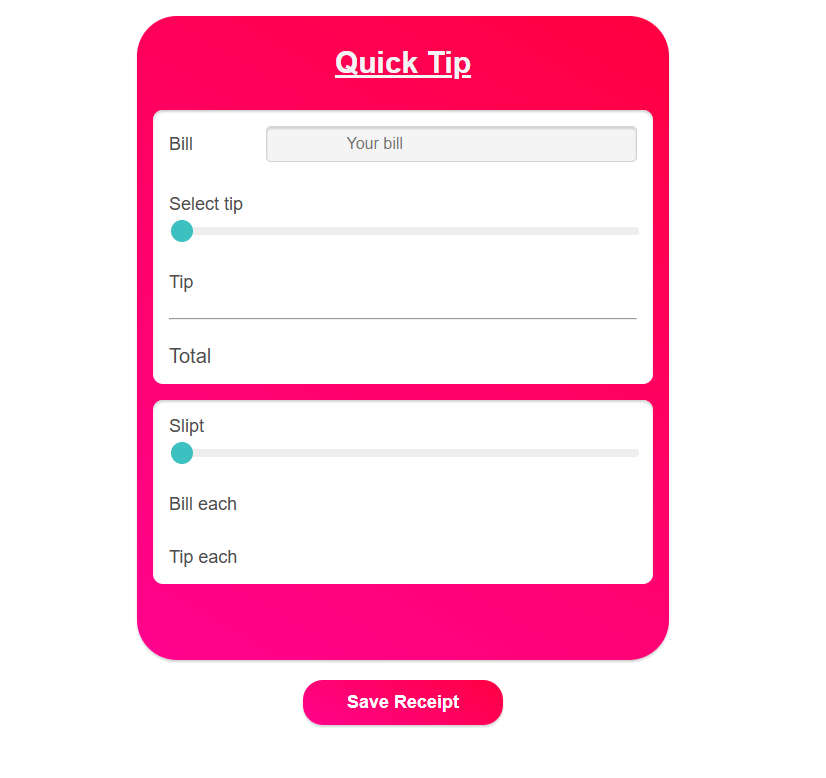 Quick Tip
Bill
Your bill
Select tip
Tip
Total
Slipt
Bill each
Tip each
Save Receipt